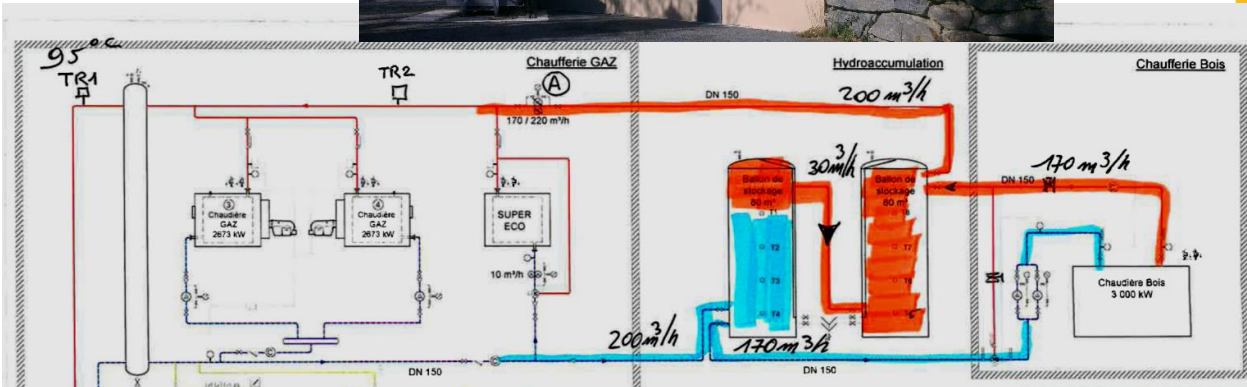 95°C
TR1
TR2
Chaufferie GAZ
A
170 / 220 m³/h
DN 150
Hydroaccumulation
200 m³/h
Chaufferie Bois
30 m³/h
170 m³/h
DN 150
Ballon de
stockage
80 m³
T1
T2
T3
T4
Ballon de
stockage
80 m³
T7
3
Chaudière
GAZ
2673 kW
4
Chaudière
GAZ
2673 kW
SUPER
ECO
10 m³/h
Chaudière Bois
3 000 kW
200 m³/h
170 m³/h
DN 150
DN 150